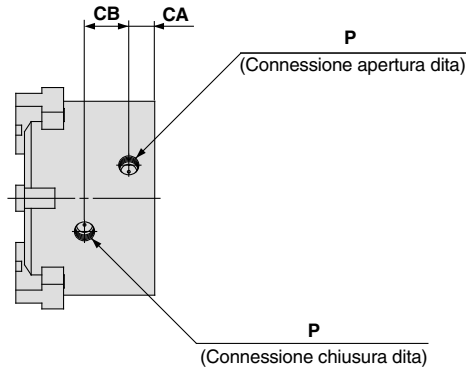 CB
CA
P
(Connessione apertura dita)
P
(Connessione chiusura dita)